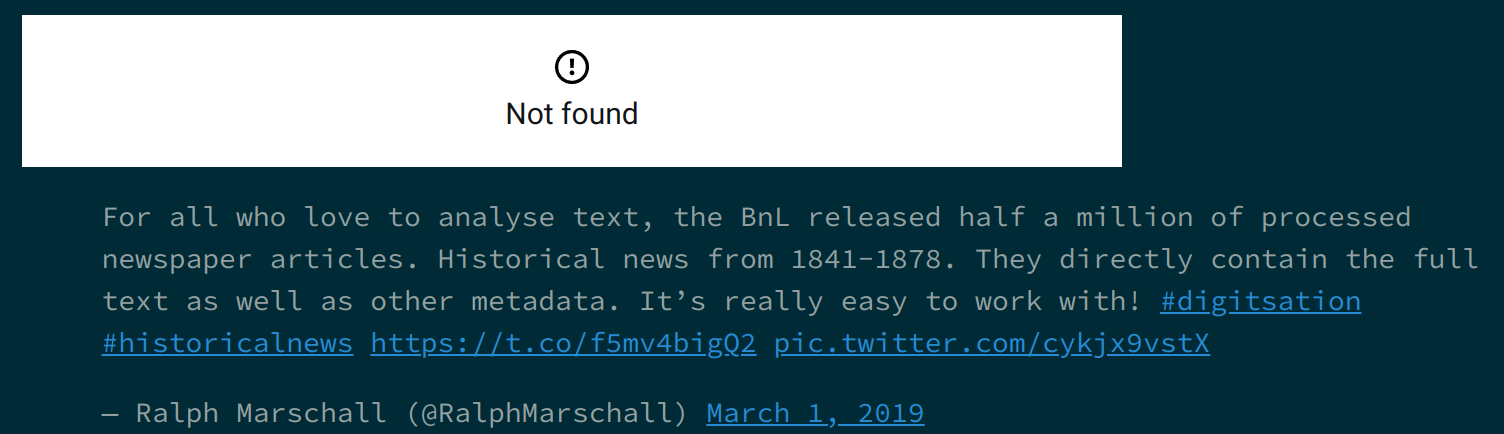 Not found
For all who love to analyse text, the BnL released half a million of processed
newspaper articles. Historical news from 1841-1878. They directly contain the full
text as well as other metadata. It’s really easy to work with! #digitsation
#historicalnews https://t.co/f5mv4bigQ2 pic.twitter.com/cykjx9vstX
— Ralph Marschall (@RalphMarschall) March 1, 2019